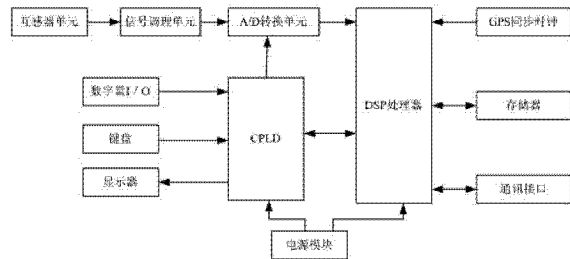 互感器单元
信号调理单元
A/D转换单元
GPS同步时钟
数字量I / O
DSP处理器
存储器
键盘
CPLD
显示器
通讯接口
电源模块